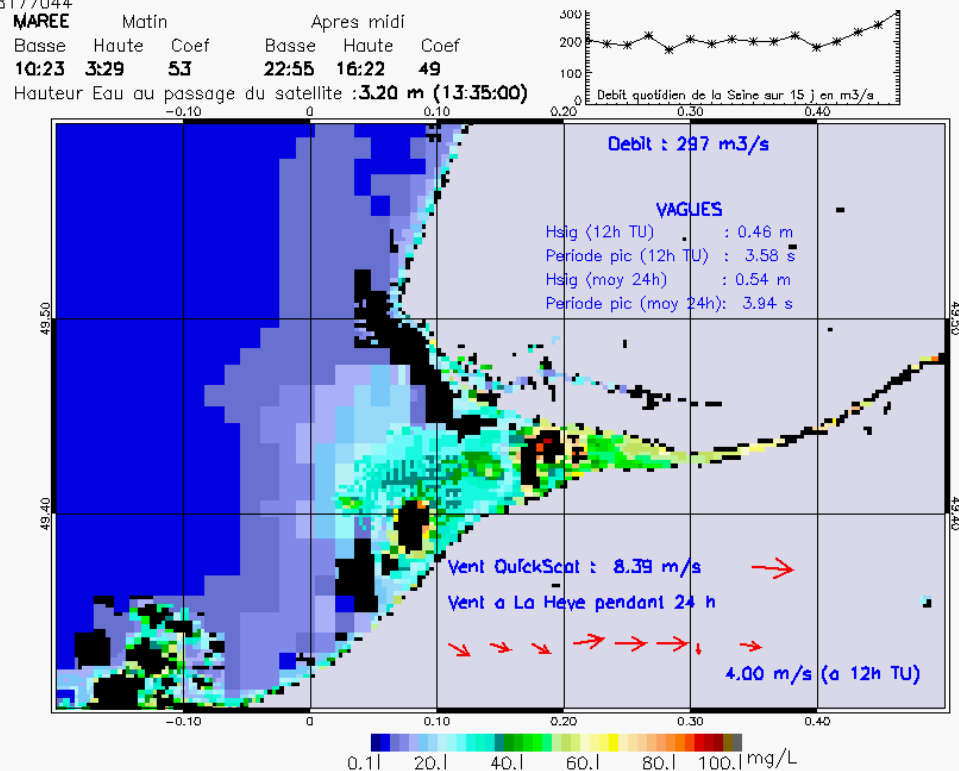 MAREE Matin Apres midi
Basse Haute Coef Basse Haute Coef
10:23 3:29 53 22:55 16:22 49
Hauteur Eau au passage du satellite : 3.20 m (13:35:00)
300
200
100
0
Debit quotidien de la Seine sur 15 j en m3/s
-0.10 0 0.10 0.20 0.30 0.40
Debit : 297 m3/s
VAGUES
Hsig (12h TU) : 0.46 m
Periode pic (12h TU) : 3.58 s
Hsig (moy 24h) : 0.54 m
Periode pic (moy 24h): 3.94 s
49.50 49.50
49.40 49.40
Vent QuickScat : 8.39 m/s
Vent a La Heve pendant 24 h
4.00 m/s (a 12h TU)
-0.10 0 0.10 0.20 0.30 0.40
0.1| 20.| 40.| 60.| 80.| 100.| mg/L